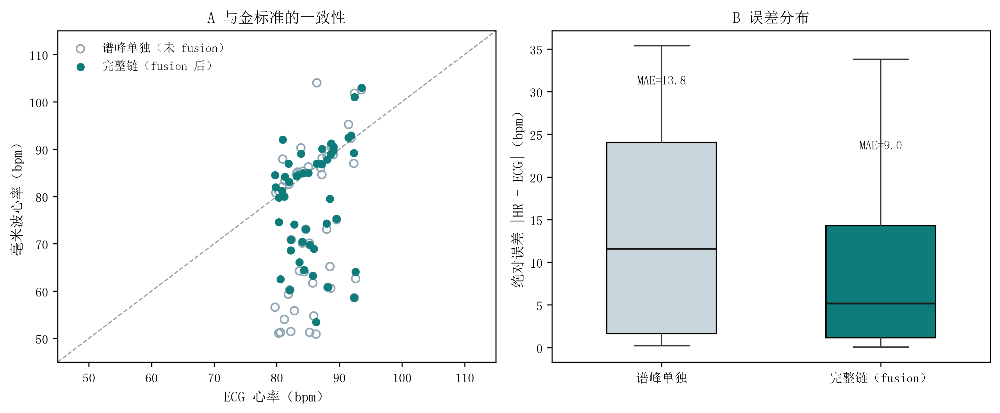 A 与金标准的一致性
谱峰单独（未 fusion）
完整链（fusion 后）
110
100
90
80
70
60
50
毫米波心率（bpm）
50 60 70 80 90 100 110
ECG 心率（bpm）
B 误差分布
35
30
25
20
15
10
5
0
绝对误差 |HR - ECG|（bpm）
MAE=13.8
MAE=9.0
谱峰单独 完整链（fusion）